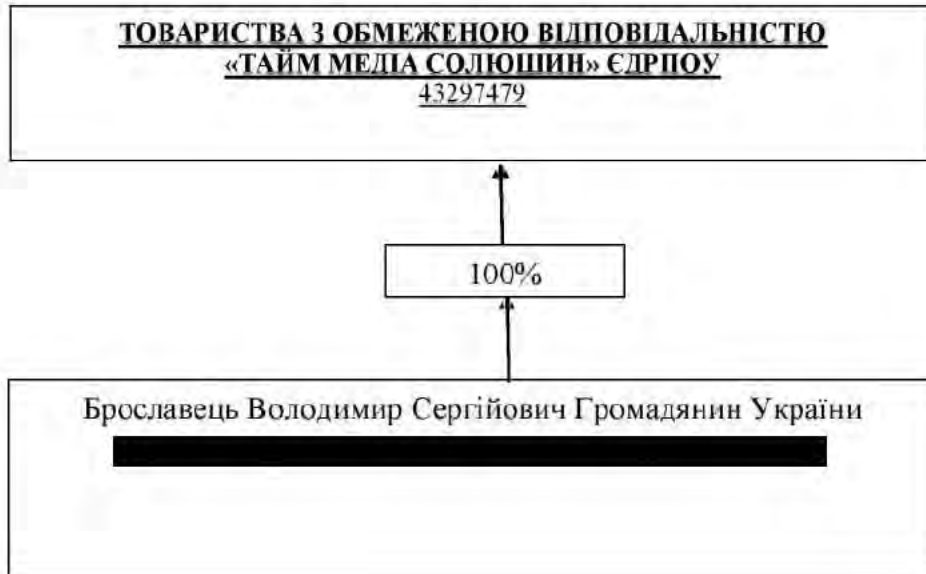 ТОВАРИСТВА З ОБМЕЖЕНОЮ ВІДПОВІДАЛЬНІСТЮ
«ТАЙМ МЕДІА СОЛЮШИН» ЄДРПОУ
43297479
100%
Брославець Володимир Сергійович Громадянин України